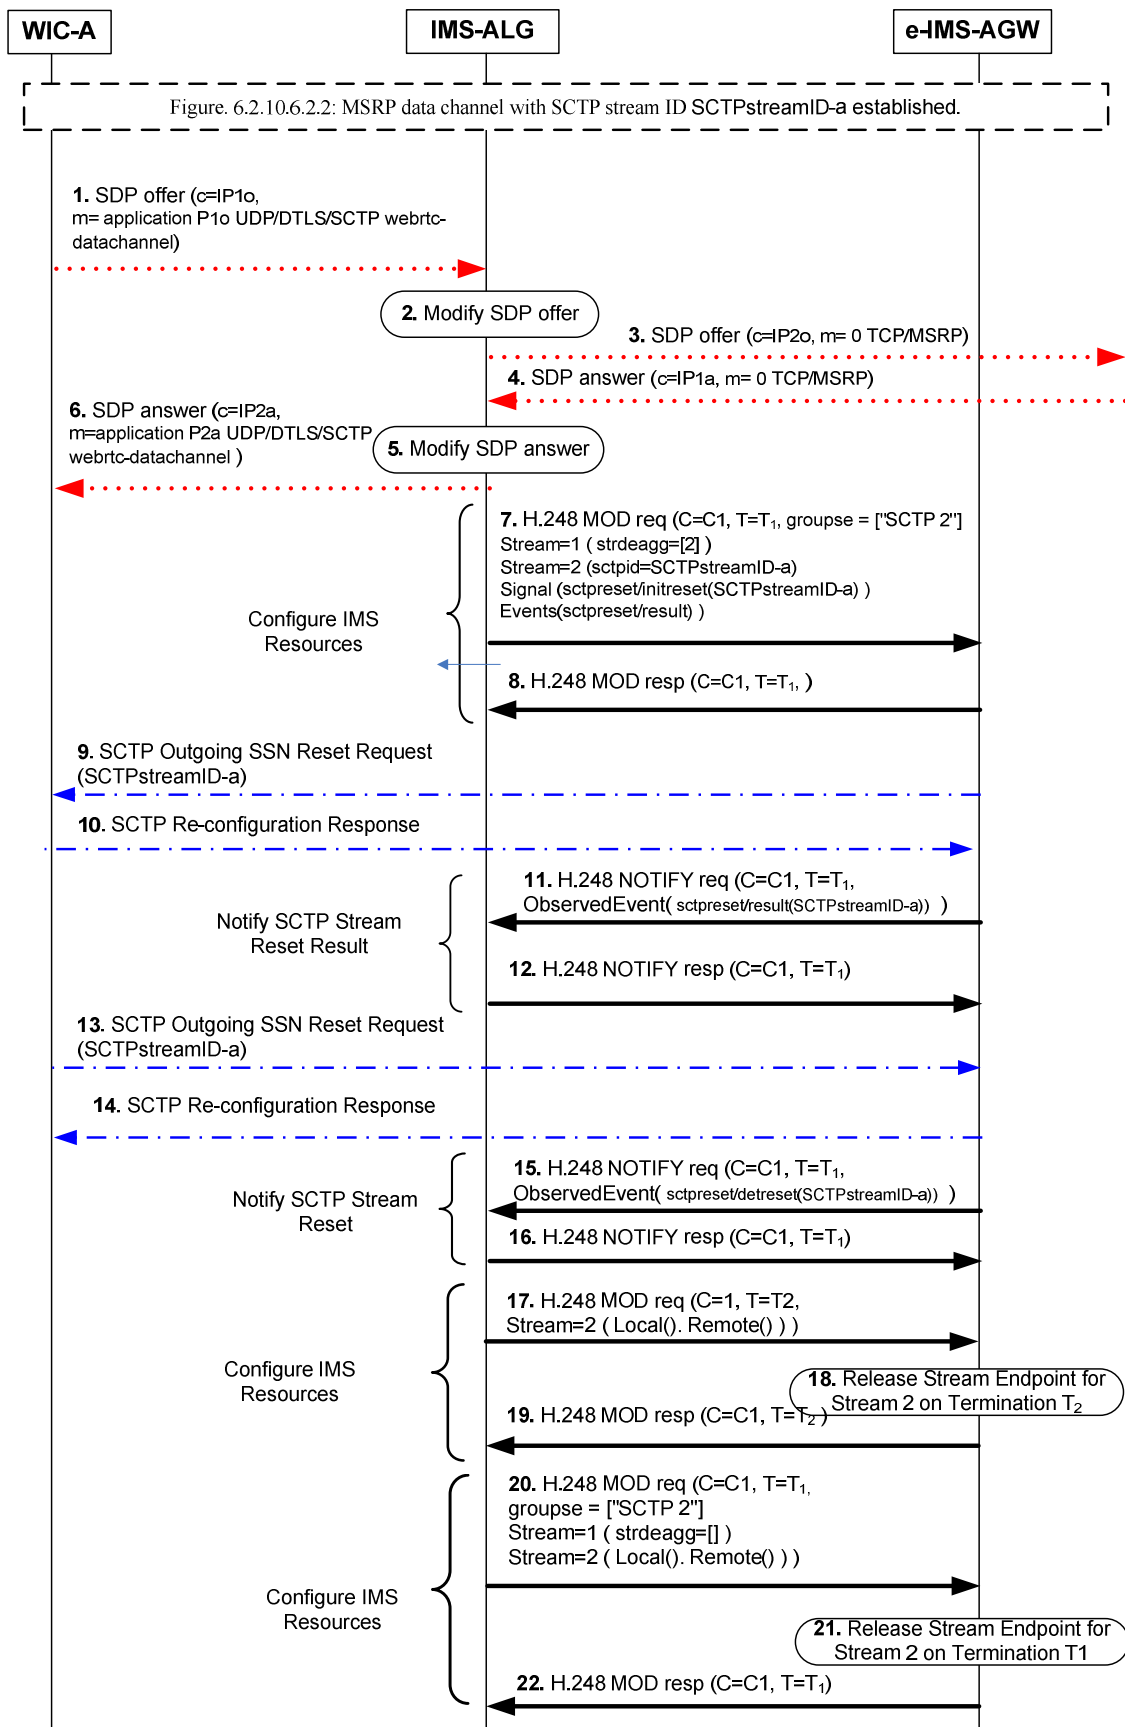 WIC-A
IMS-ALG
e-IMS-AGW
Figure. 6.2.10.6.2.2: MSRP data channel with SCTP stream ID SCTPstreamID-a established.
1. SDP offer (c=IP1o,
m= application P1o UDP/DTLS/SCTP webrtc-
datachannel)
2. Modify SDP offer
3. SDP offer (c=IP2o, m= 0 TCP/MSRP)
4. SDP answer (c=IP1a, m= 0 TCP/MSRP)
6. SDP answer (c=IP2a,
m=application P2a UDP/DTLS/SCTP
webrtc-datachannel )
5. Modify SDP answer
7. H.248 MOD req (C=C1, T=T1, groupse = ["SCTP 2"]
Stream=1 ( strdeagg=[2] )
Stream=2 (sctpid=SCTPstreamID-a)
Signal (sctpreset/initreset(SCTPstreamID-a) )
Events(sctpreset/result) )
Configure IMS
Resources
8. H.248 MOD resp (C=C1, T=T1, )
9. SCTP Outgoing SSN Reset Request
(SCTPstreamID-a)
10. SCTP Re-configuration Response
11. H.248 NOTIFY req (C=C1, T=T1,
ObservedEvent( sctpreset/result(SCTPstreamID-a)) )
Notify SCTP Stream
Reset Result
12. H.248 NOTIFY resp (C=C1, T=T1)
13. SCTP Outgoing SSN Reset Request
(SCTPstreamID-a)
14. SCTP Re-configuration Response
15. H.248 NOTIFY req (C=C1, T=T1,
ObservedEvent( sctpreset/detreset(SCTPstreamID-a)) )
Notify SCTP Stream
Reset
16. H.248 NOTIFY resp (C=C1, T=T1)
17. H.248 MOD req (C=1, T=T2,
Stream=2 ( Local(). Remote() ) )
Configure IMS
Resources
18. Release Stream Endpoint for
Stream 2 on Termination T2
19. H.248 MOD resp (C=C1, T=T2 )
20. H.248 MOD req (C=C1, T=T1,
groupse = ["SCTP 2"]
Stream=1 ( strdeagg=[] )
Stream=2 ( Local(). Remote() ) )
Configure IMS
Resources
21. Release Stream Endpoint for
Stream 2 on Termination T1
22. H.248 MOD resp (C=C1, T=T1)